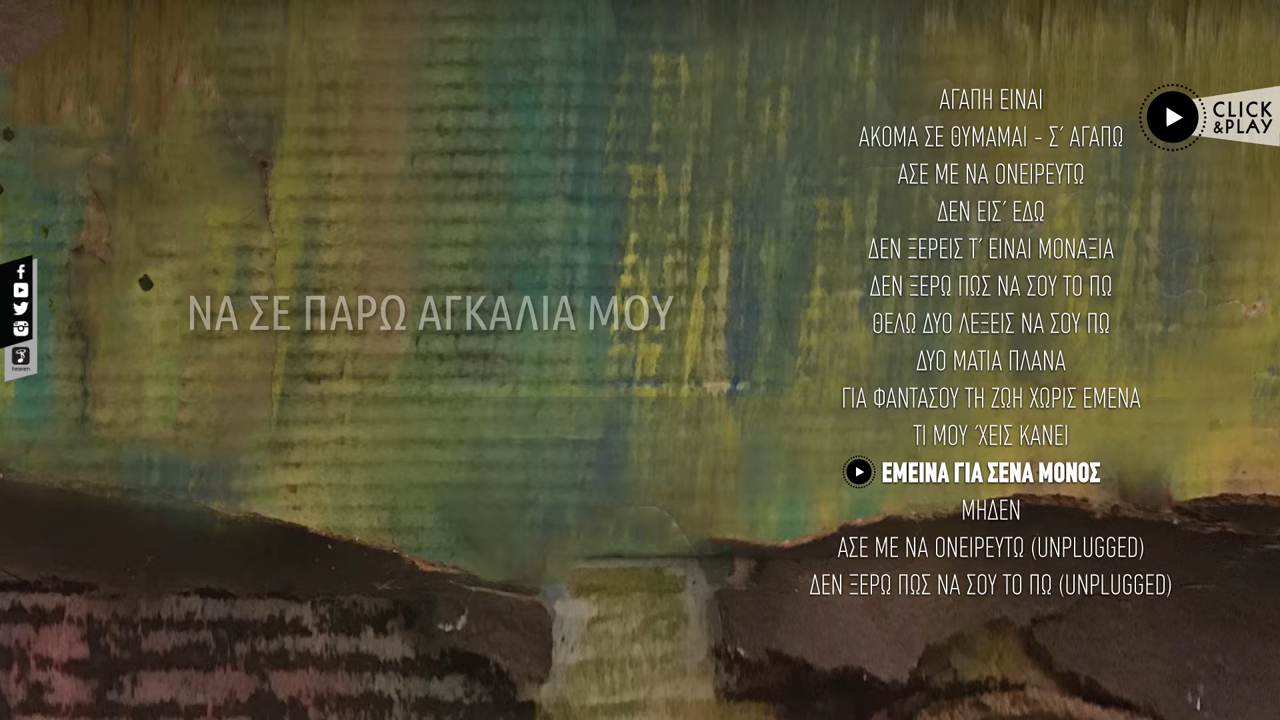 ΑΓΑΠΗ ΕΙΝΑΙ
ΑΚΟΜΑ ΣΕ ΘΥΜΑΜΑΙ - Σ΄ ΑΓΑΠΩ
ΑΣΕ ΜΕ ΝΑ ΟΝΕΙΡΕΥΤΩ
ΔΕΝ ΕΙΣ΄ ΕΔΩ
ΔΕΝ ΞΕΡΕΙΣ Τ΄ ΕΙΝΑΙ ΜΟΝΑΞΙΑ
ΔΕΝ ΞΕΡΩ ΠΩΣ ΝΑ ΣΟΥ ΤΟ ΠΩ
ΘΕΛΩ ΔΥΟ ΛΕΞΕΙΣ ΝΑ ΣΟΥ ΠΩ
ΔΥΟ ΜΑΤΙΑ ΠΛΑΝΑ
ΓΙΑ ΦΑΝΤΑΣΟΥ ΤΗ ΖΩΗ ΧΩΡΙΣ ΕΜΕΝΑ
ΤΙ ΜΟΥ ΄ΧΕΙΣ ΚΑΝΕΙ
ΕΜΕΙΝΑ ΓΙΑ ΣΕΝΑ ΜΟΝΟΣ
ΜΗΔΕΝ
ΑΣΕ ΜΕ ΝΑ ΟΝΕΙΡΕΥΤΩ (UNPLUGGED)
ΔΕΝ ΞΕΡΩ ΠΩΣ ΝΑ ΣΟΥ ΤΟ ΠΩ (UNPLUGGED)
CLICK
&PLAY
ΝΑ ΣΕ ΠΑΡΩ ΑΓΚΑΛΙΑ ΜΟΥ
heaven